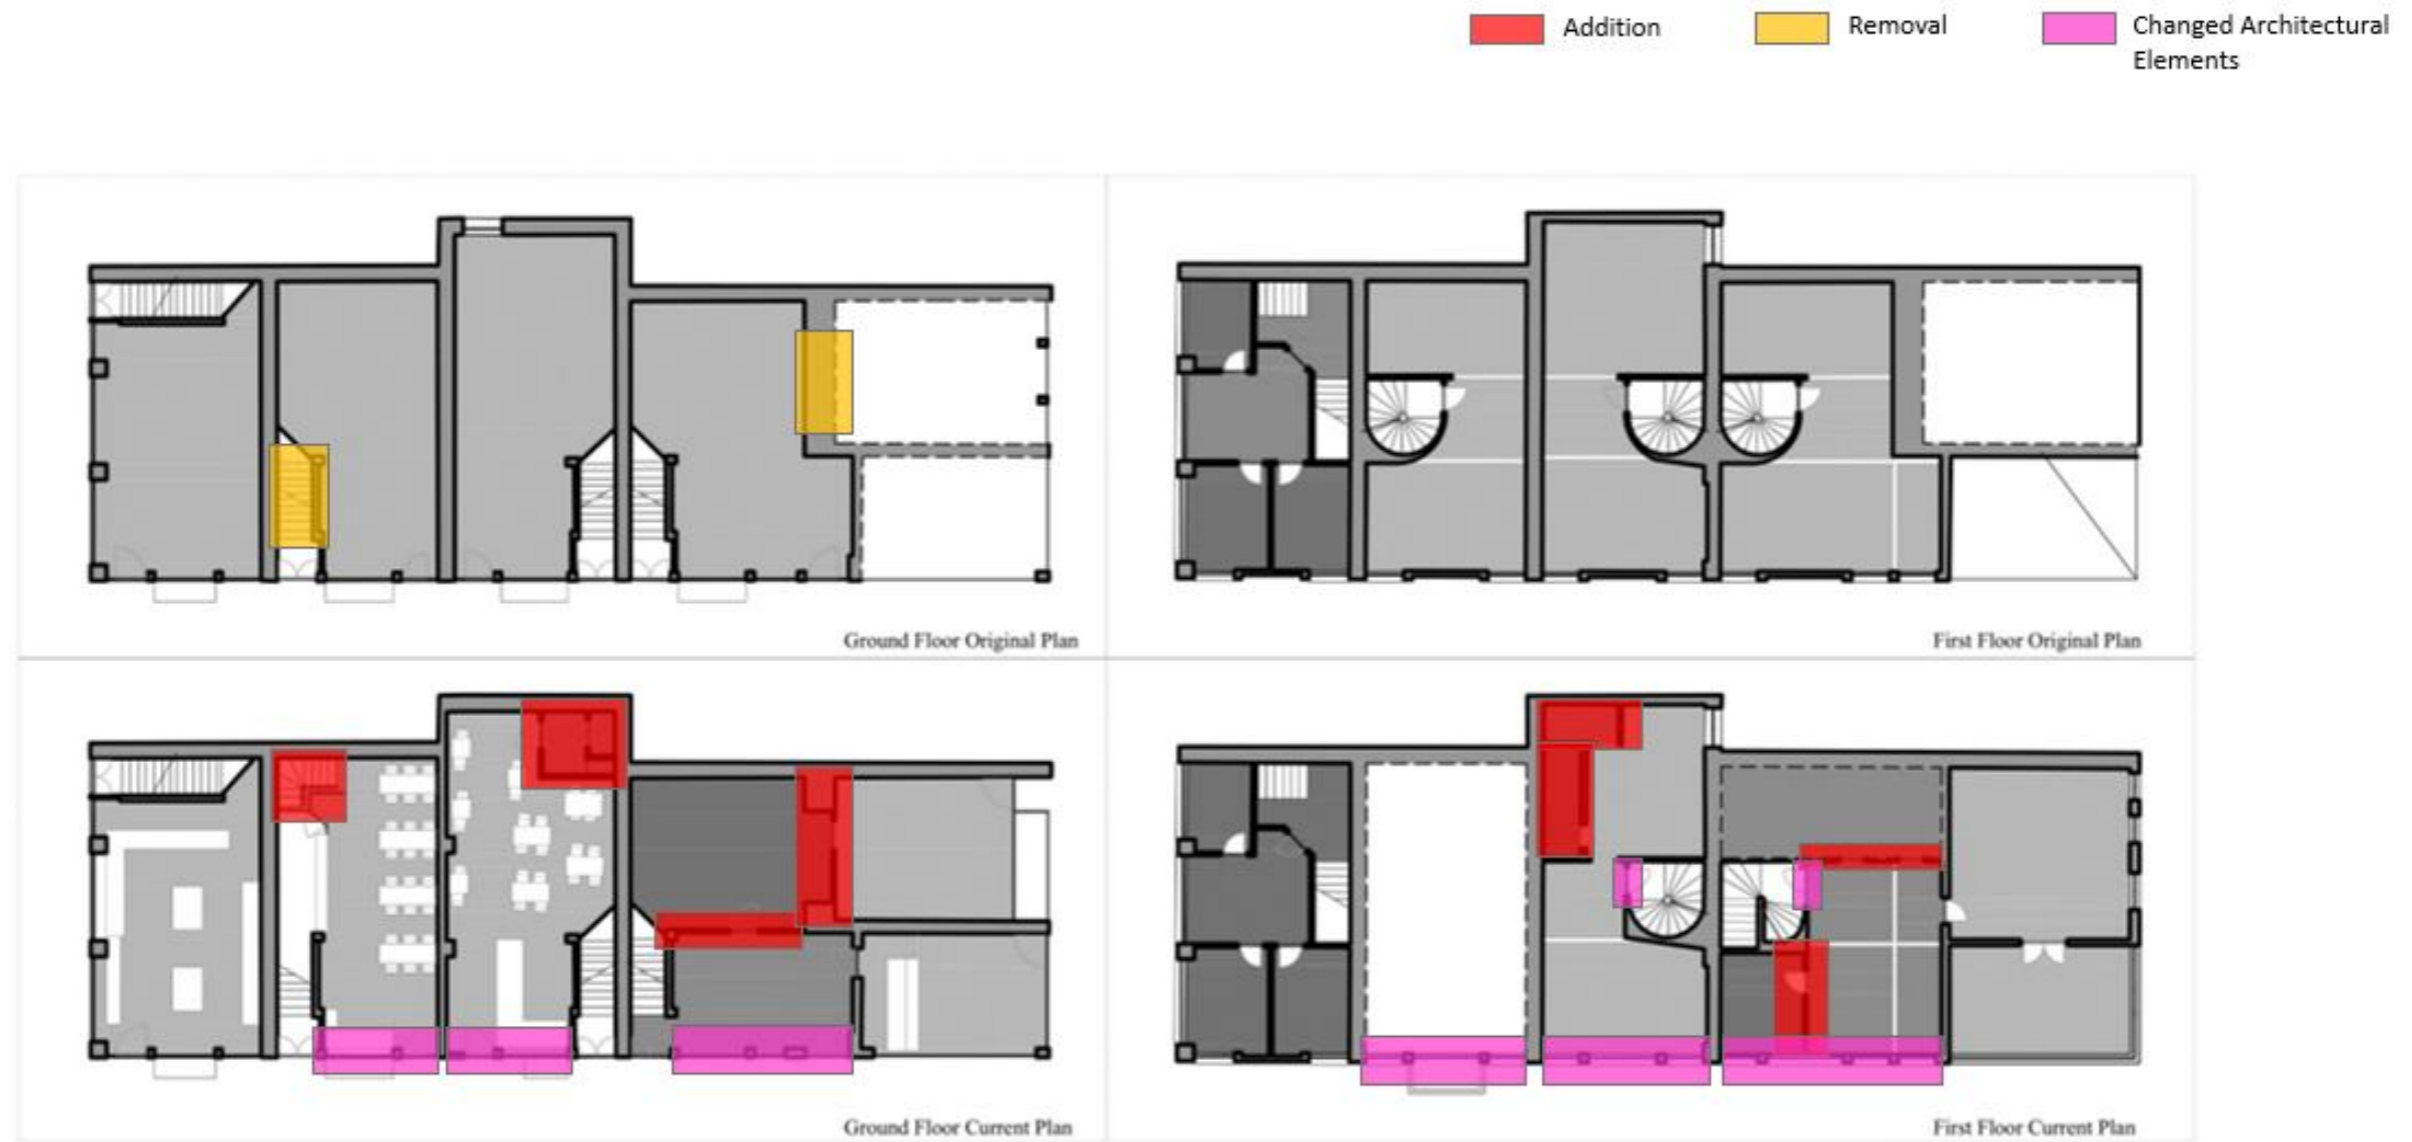 Addition
Removal
Changed Architectural
Elements
Ground Floor Original Plan
First Floor Original Plan
Ground Floor Current Plan
First Floor Current Plan